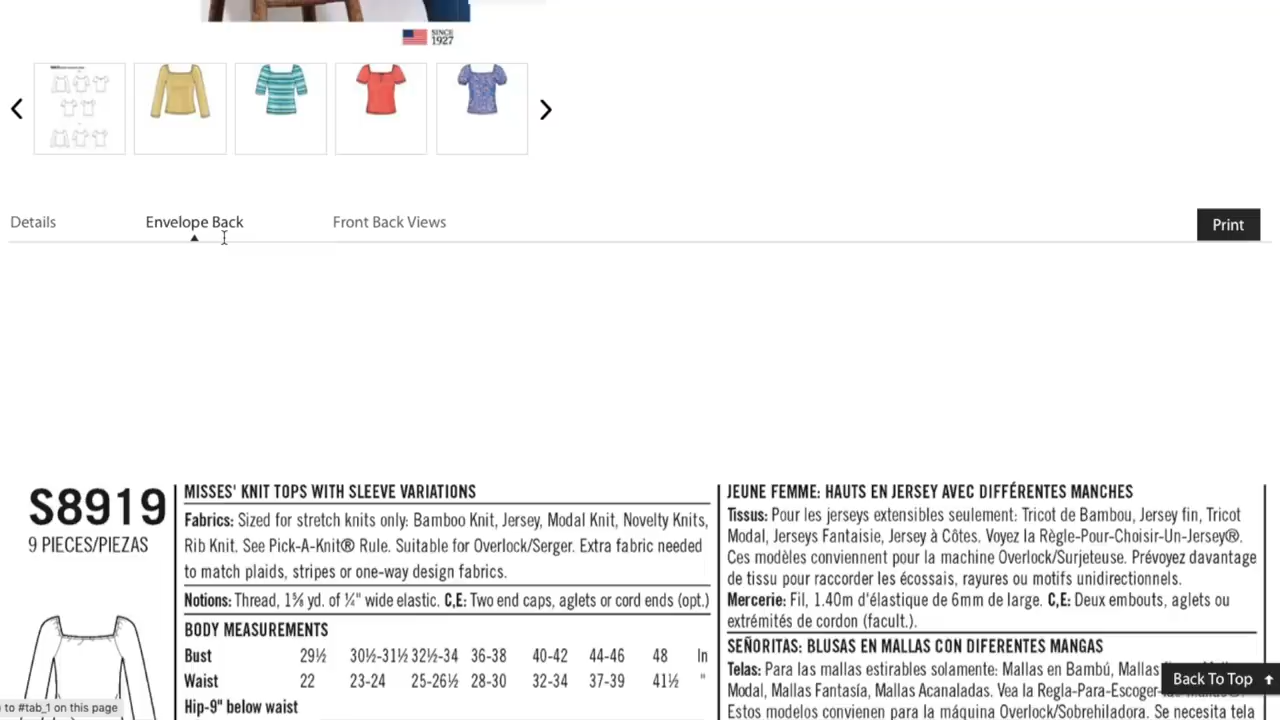 SINCE
1927
Details
Envelope Back
Front Back Views
Print
S8919
9 PIECES/PIEZAS
MISSES' KNIT TOPS WITH SLEEVE VARIATIONS
Fabrics: Sized for stretch knits only: Bamboo Knit, Jersey, Modal Knit, Novelty Knits,
Rib Knit. See Pick-A-Knit® Rule. Suitable for Overlock/Serger. Extra fabric needed
to match plaids, stripes or one-way design fabrics.
Notions: Thread, 1⅝ yd. of ¼" wide elastic. C,E: Two end caps, aglets or cord ends (opt.)
BODY MEASUREMENTS
Bust 29½ 30½-31½ 32½-34 36-38 40-42 44-46 48 In
Waist 22 23-24 25-26½ 28-30 32-34 37-39 41½ "
Hip-9" below waist
JEUNE FEMME: HAUTS EN JERSEY AVEC DIFFÉRENTES MANCHES
Tissus: Pour les jerseys extensibles seulement: Tricot de Bambou, Jersey fin, Tricot
Modal, Jerseys Fantaisie, Jersey à Côtes. Voyez la Règle-Pour-Choisir-Un-Jersey®.
Ces modèles conviennent pour la machine Overlock/Surjeteuse. Prévoyez davantage
de tissu pour raccorder les écossais, rayures ou motifs unidirectionnels.
Mercerie: Fil, 1.40m d'élastique de 6mm de large. C,E: Deux embouts, aglets ou
extrémités de cordon (facult.).
SEÑORITAS: BLUSAS EN MALLAS CON DIFERENTES MANGAS
Telas: Para las mallas estirables solamente: Mallas en Bambú, Mallas
Modal, Mallas Fantasía, Mallas Acanaladas. Vea la Regla-Para-Escoger-
Estos modelos convienen para la máquina Overlock/Sobrehiladora. Se necesita tela
Back To Top
to #tab_1 on this page